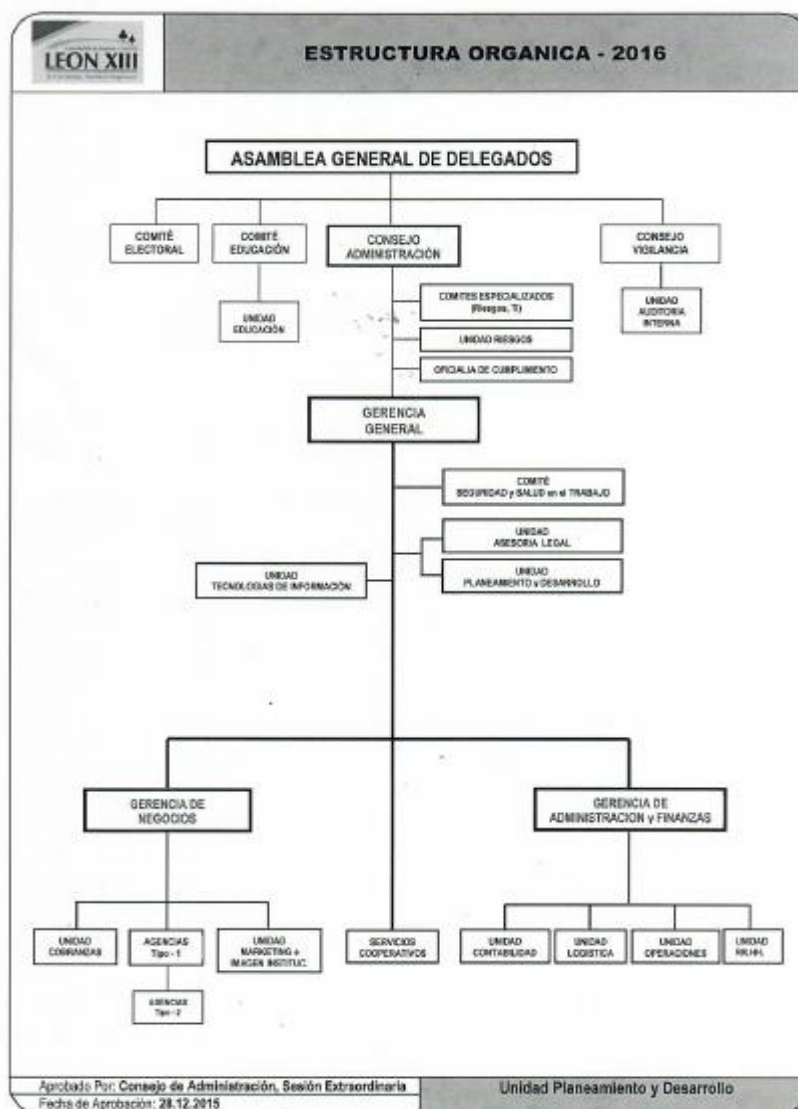 LEON XIII
ESTRUCTURA ORGANICA - 2016
ASAMBLEA GENERAL DE DELEGADOS
COMITÉ
ELECTORAL
COMITÉ
EDUCACIÓN
CONSEJO
ADMINISTRACIÓN
CONSEJO
VIGILANCIA
UNIDAD
EDUCACIÓN
COMITES ESPECIALIZADOS
(Riesgos, TI)
UNIDAD
AUDITORIA
INTERNA
UNIDAD RIESGOS
OFICIALIA DE CUMPLIMIENTO
GERENCIA
GENERAL
COMITÉ
SEGURIDAD y SALUD en el TRABAJO
UNIDAD
ASESORIA LEGAL
UNIDAD
TECNOLOGIAS DE INFORMACIÓN
UNIDAD
PLANEAMIENTO y DESARROLLO
GERENCIA DE
NEGOCIOS
GERENCIA DE
ADMINISTRACION y FINANZAS
UNIDAD
COBRANZAS
AGENCIAS
Tipo - 1
UNIDAD
MARKETING e
IMAGEN INSTITUC.
SERVICIOS
COOPERATIVOS
UNIDAD
CONTABILIDAD
UNIDAD
LOGISTICA
UNIDAD
OPERACIONES
UNIDAD
RR.HH.
AGENCIAS
Tipo - 2
Aprobado Por: Consejo de Administración, Sesión Extraordinaria
Fecha de Aprobación: 28.12.2015
Unidad Planeamiento y Desarrollo